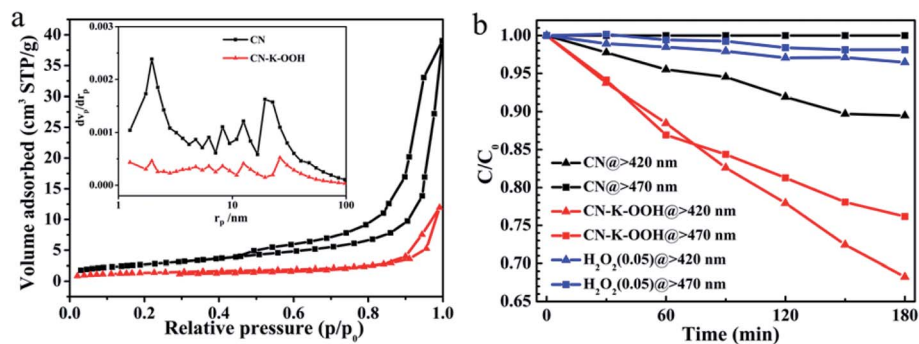 a
Volume adsorbed (cm³ STP/g)
40
35
30
25
20
15
10
5
0
0.0
0.2
0.4
0.6
0.8
1.0
Relative pressure (p/p₀)
dvₚ/drₚ
0.003
0.002
0.001
0.000
1
10
100
rₚ /nm
CN
CN-K-OOH
b
C/C₀
1.00
0.95
0.90
0.85
0.80
0.75
0.70
0.65
0
60
120
180
Time (min)
CN@>420 nm
CN@>470 nm
CN-K-OOH@>420 nm
CN-K-OOH@>470 nm
H₂O₂(0.05)@>420 nm
H₂O₂(0.05)@>470 nm